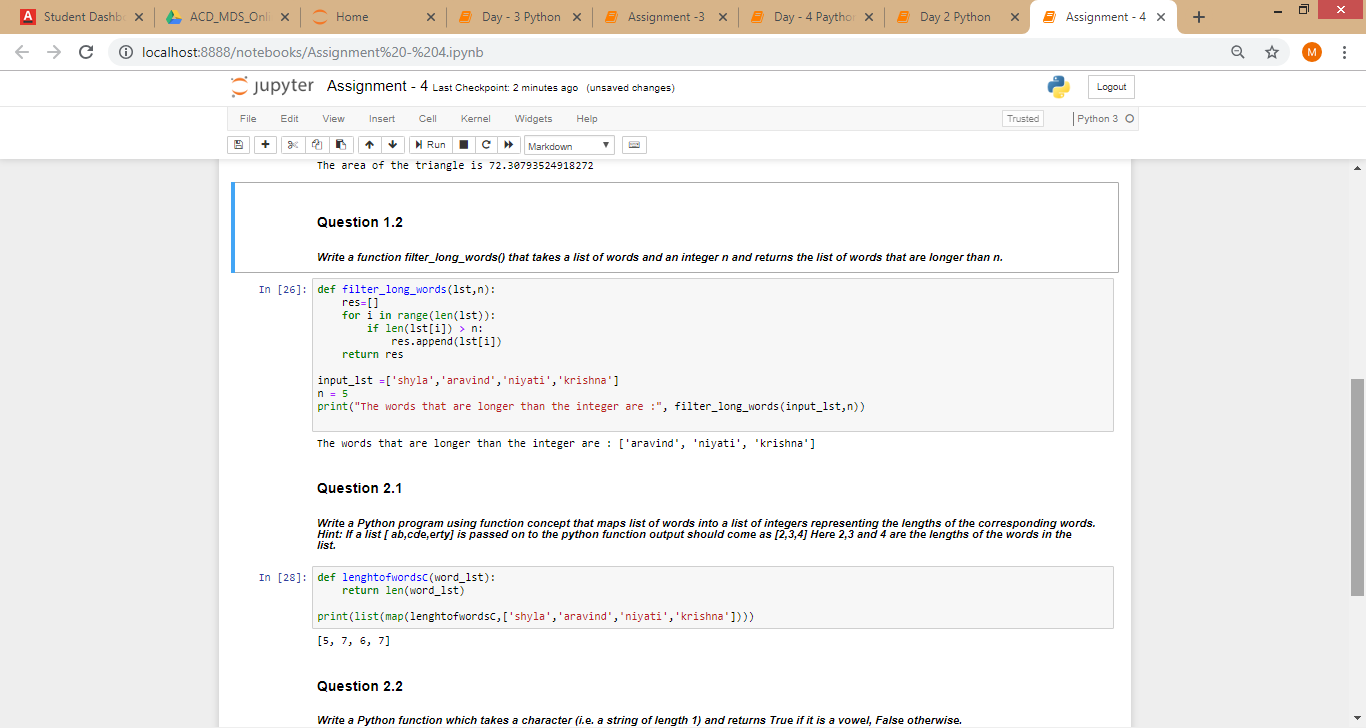 Student Dashb
ACD_MDS_Onli
Home
Day - 3 Python
Assignment -3
Day - 4 Paython
Day 2 Python
Assignment - 4
localhost:8888/notebooks/Assignment%20-%204.ipynb
M
jupyter Assignment - 4 Last Checkpoint: 2 minutes ago (unsaved changes)
Logout
File Edit View Insert Cell Kernel Widgets Help
Trusted
Python 3
Run
Markdown
The area of the triangle is 72.30793524918272
Question 1.2
Write a function filter_long_words() that takes a list of words and an integer n and returns the list of words that are longer than n.
In [26]: def filter_long_words(lst,n):
    res=[]
    for i in range(len(lst)):
        if len(lst[i]) > n:
            res.append(lst[i])
    return res
input_lst =['shyla','aravind','niyati','krishna']
n = 5
print("The words that are longer than the integer are :", filter_long_words(input_lst,n))
The words that are longer than the integer are : ['aravind', 'niyati', 'krishna']
Question 2.1
Write a Python program using function concept that maps list of words into a list of integers representing the lengths of the corresponding words.
Hint: If a list [ ab,cde,erty] is passed on to the python function output should come as [2,3,4] Here 2,3 and 4 are the lengths of the words in the
list.
In [28]: def lenghtofwordsC(word_lst):
    return len(word_lst)
print(list(map(lenghtofwordsC,['shyla','aravind','niyati','krishna'])))
[5, 7, 6, 7]
Question 2.2
Write a Python function which takes a character (i.e. a string of length 1) and returns True if it is a vowel, False otherwise.